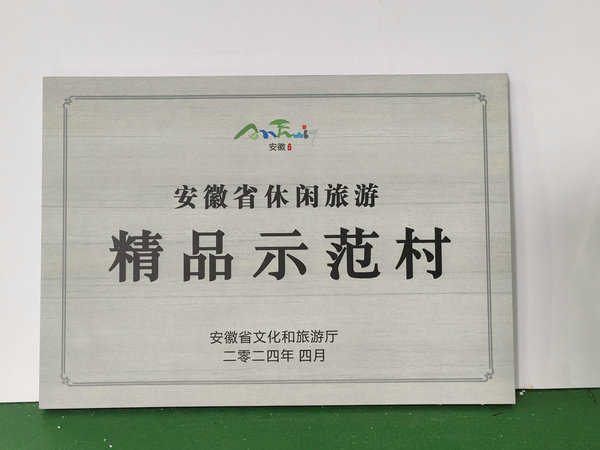 AnHui
安徽
安徽省休闲旅游
精品示范村
安徽省文化和旅游厅
二零二四年 四月